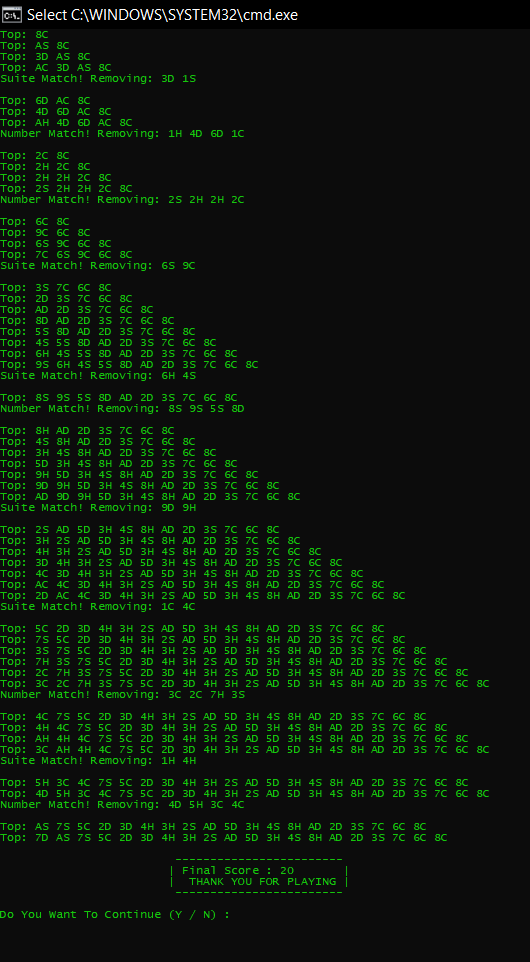 Select C:\WINDOWS\SYSTEM32\cmd.exe
Top: 8C
Top: AS 8C
Top: 3D AS 8C
Top: AC 3D AS 8C
Suite Match! Removing: 3D 1S
Top: 6D AC 8C
Top: 4D 6D AC 8C
Top: AH 4D 6D AC 8C
Number Match! Removing: 1H 4D 6D 1C
Top: 2C 8C
Top: 2H 2C 8C
Top: 2H 2H 2C 8C
Top: 2S 2H 2H 2C 8C
Number Match! Removing: 2S 2H 2H 2C
Top: 6C 8C
Top: 9C 6C 8C
Top: 6S 9C 6C 8C
Top: 7C 6S 9C 6C 8C
Suite Match! Removing: 6S 9C
Top: 3S 7C 6C 8C
Top: 2D 3S 7C 6C 8C
Top: AD 2D 3S 7C 6C 8C
Top: 8D AD 2D 3S 7C 6C 8C
Top: 5S 8D AD 2D 3S 7C 6C 8C
Top: 4S 5S 8D AD 2D 3S 7C 6C 8C
Top: 6H 4S 5S 8D AD 2D 3S 7C 6C 8C
Top: 9S 6H 4S 5S 8D AD 2D 3S 7C 6C 8C
Suite Match! Removing: 6H 4S
Top: 8S 9S 5S 8D AD 2D 3S 7C 6C 8C
Number Match! Removing: 8S 9S 5S 8D
Top: 8H AD 2D 3S 7C 6C 8C
Top: 4S 8H AD 2D 3S 7C 6C 8C
Top: 3H 4S 8H AD 2D 3S 7C 6C 8C
Top: 5D 3H 4S 8H AD 2D 3S 7C 6C 8C
Top: 9H 5D 3H 4S 8H AD 2D 3S 7C 6C 8C
Top: 9D 9H 5D 3H 4S 8H AD 2D 3S 7C 6C 8C
Top: AD 9D 9H 5D 3H 4S 8H AD 2D 3S 7C 6C 8C
Suite Match! Removing: 9D 9H
Top: 2S AD 5D 3H 4S 8H AD 2D 3S 7C 6C 8C
Top: 3H 2S AD 5D 3H 4S 8H AD 2D 3S 7C 6C 8C
Top: 4H 3H 2S AD 5D 3H 4S 8H AD 2D 3S 7C 6C 8C
Top: 3D 4H 3H 2S AD 5D 3H 4S 8H AD 2D 3S 7C 6C 8C
Top: 4C 3D 4H 3H 2S AD 5D 3H 4S 8H AD 2D 3S 7C 6C 8C
Top: AC 4C 3D 4H 3H 2S AD 5D 3H 4S 8H AD 2D 3S 7C 6C 8C
Top: 2D AC 4C 3D 4H 3H 2S AD 5D 3H 4S 8H AD 2D 3S 7C 6C 8C
Suite Match! Removing: 1C 4C
Top: 5C 2D 3D 4H 3H 2S AD 5D 3H 4S 8H AD 2D 3S 7C 6C 8C
Top: 7S 5C 2D 3D 4H 3H 2S AD 5D 3H 4S 8H AD 2D 3S 7C 6C 8C
Top: 3S 7S 5C 2D 3D 4H 3H 2S AD 5D 3H 4S 8H AD 2D 3S 7C 6C 8C
Top: 7H 3S 7S 5C 2D 3D 4H 3H 2S AD 5D 3H 4S 8H AD 2D 3S 7C 6C 8C
Top: 2C 7H 3S 7S 5C 2D 3D 4H 3H 2S AD 5D 3H 4S 8H AD 2D 3S 7C 6C 8C
Top: 3C 2C 7H 3S 7S 5C 2D 3D 4H 3H 2S AD 5D 3H 4S 8H AD 2D 3S 7C 6C 8C
Number Match! Removing: 3C 2C 7H 3S
Top: 4C 7S 5C 2D 3D 4H 3H 2S AD 5D 3H 4S 8H AD 2D 3S 7C 6C 8C
Top: 4H 4C 7S 5C 2D 3D 4H 3H 2S AD 5D 3H 4S 8H AD 2D 3S 7C 6C 8C
Top: AH 4H 4C 7S 5C 2D 3D 4H 3H 2S AD 5D 3H 4S 8H AD 2D 3S 7C 6C 8C
Top: 3C AH 4H 4C 7S 5C 2D 3D 4H 3H 2S AD 5D 3H 4S 8H AD 2D 3S 7C 6C 8C
Suite Match! Removing: 1H 4H
Top: 5H 3C 4C 7S 5C 2D 3D 4H 3H 2S AD 5D 3H 4S 8H AD 2D 3S 7C 6C 8C
Top: 4D 5H 3C 4C 7S 5C 2D 3D 4H 3H 2S AD 5D 3H 4S 8H AD 2D 3S 7C 6C 8C
Number Match! Removing: 4D 5H 3C 4C
Top: AS 7S 5C 2D 3D 4H 3H 2S AD 5D 3H 4S 8H AD 2D 3S 7C 6C 8C
Top: 7D AS 7S 5C 2D 3D 4H 3H 2S AD 5D 3H 4S 8H AD 2D 3S 7C 6C 8C
------------------------
| Final Score : 20 |
| THANK YOU FOR PLAYING |
------------------------
Do You Want To Continue (Y / N) :